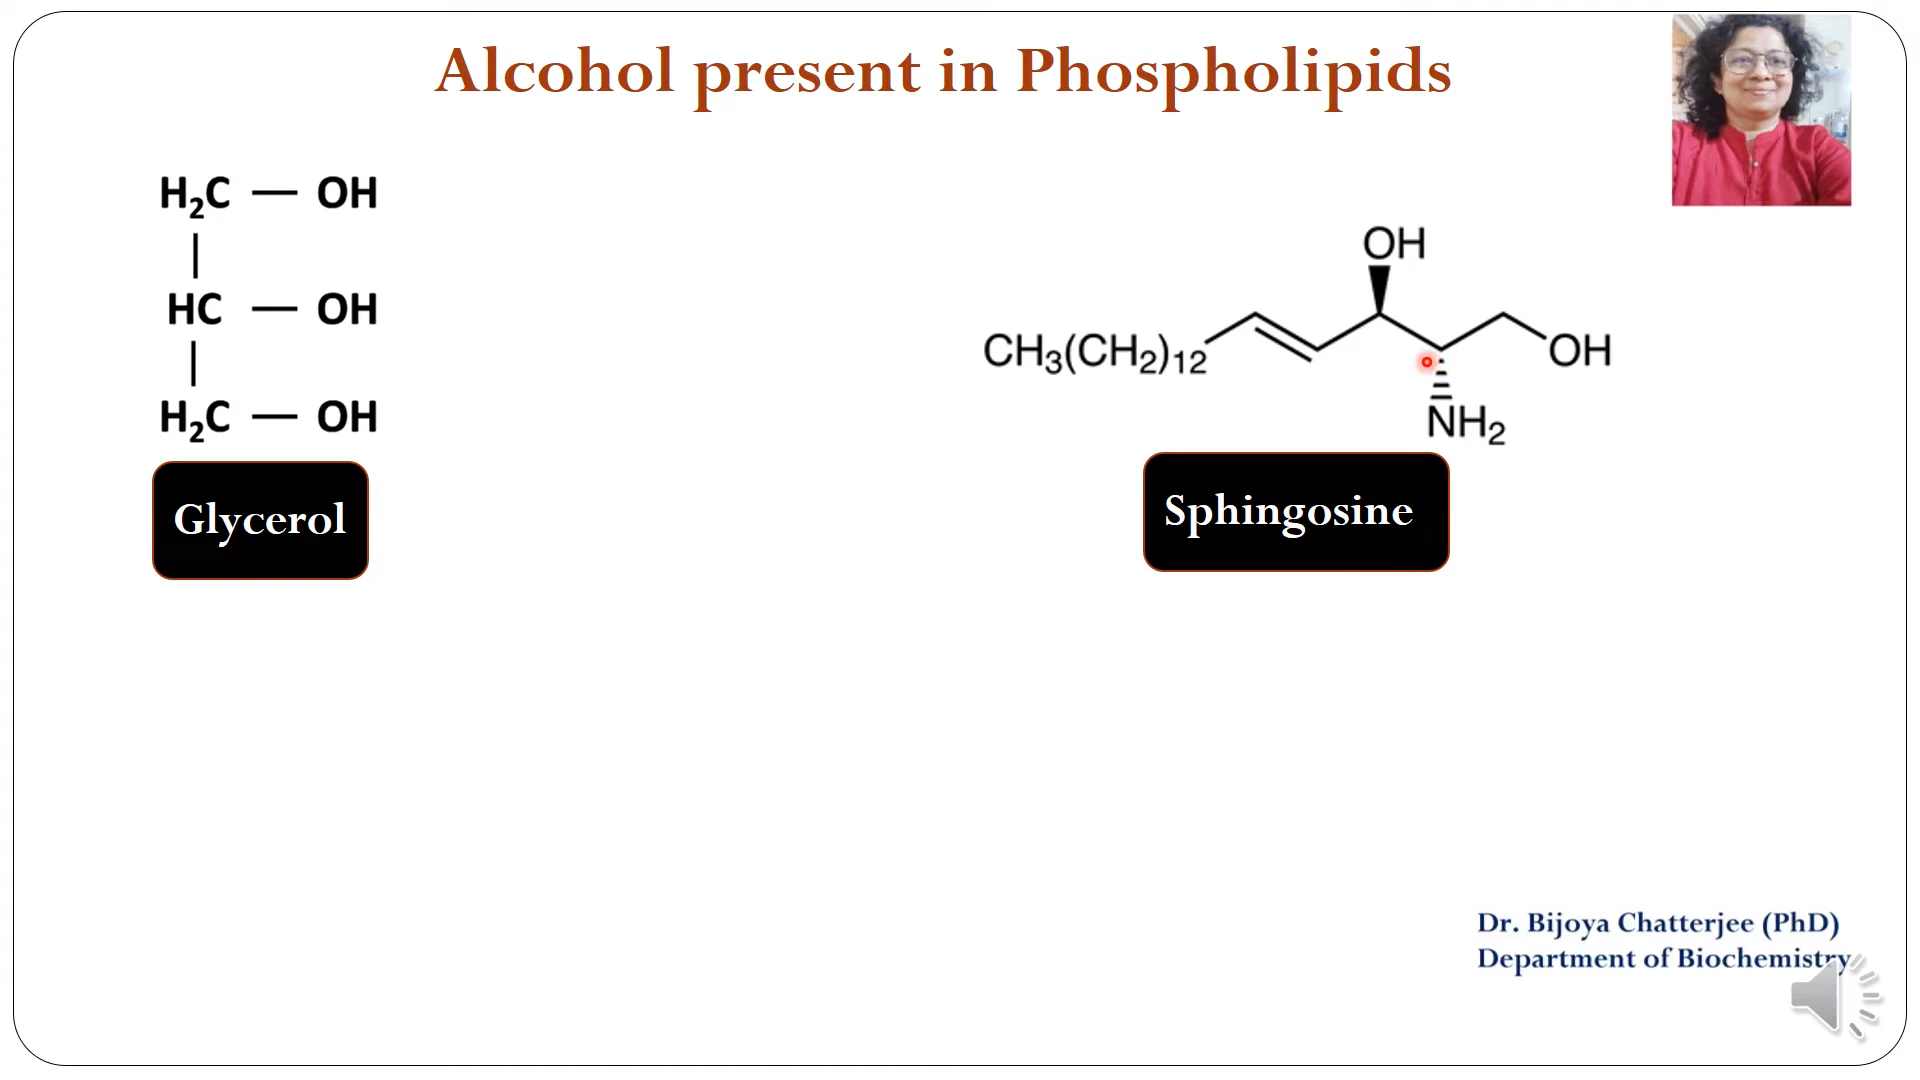 Alcohol present in Phospholipids
H₂C — OH
|
HC — OH
|
H₂C — OH
Glycerol
OH
CH₃(CH₂)₁₂
OH
NH₂
Sphingosine
Dr. Bijoya Chatterjee (PhD)
Department of Biochemistry